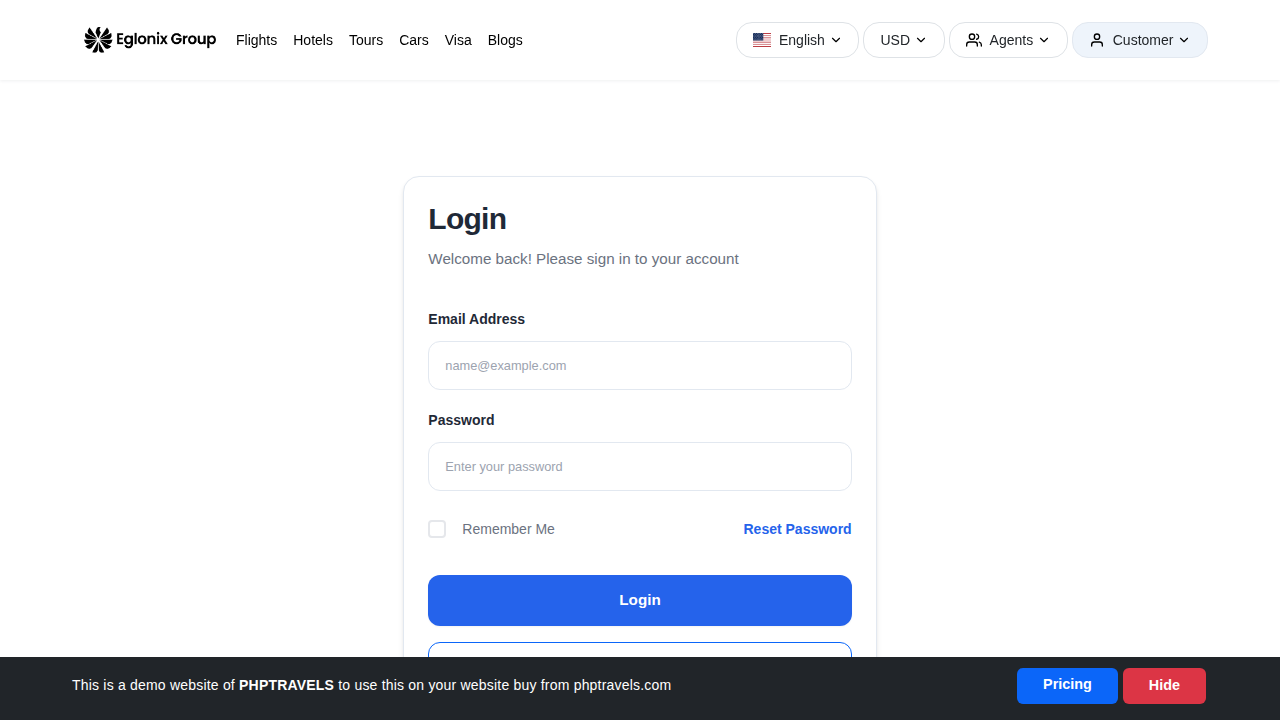 Eglonix Group
Flights
Hotels
Tours
Cars
Visa
Blogs
English
USD
Agents
Customer
Login
Welcome back! Please sign in to your account
Email Address
name@example.com
Password
Enter your password
Remember Me
Reset Password
Login
This is a demo website of PHPTRAVELS to use this on your website buy from phptravels.com
Pricing
Hide